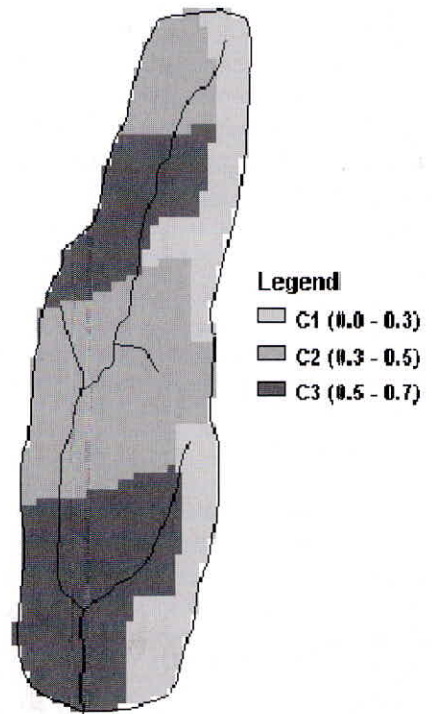 Legend
C1 (0.0 - 0.3)
C2 (0.3 - 0.5)
C3 (0.5 - 0.7)